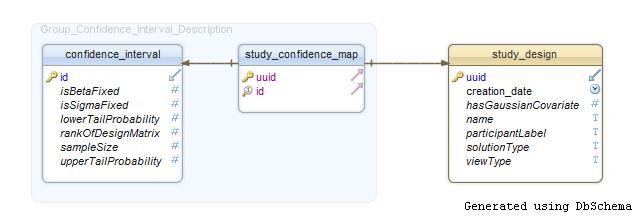 Group_Confidence_Interval_Description
confidence_interval
id
isBetaFixed #
isSigmaFixed #
lowerTailProbability #
rankOfDesignMatrix #
sampleSize #
upperTailProbability #
study_confidence_map
uuid
id
study_design
uuid
creation_date
hasGaussianCovariate #
name T
participantLabel T
solutionType T
viewType T
Generated using DbSchema